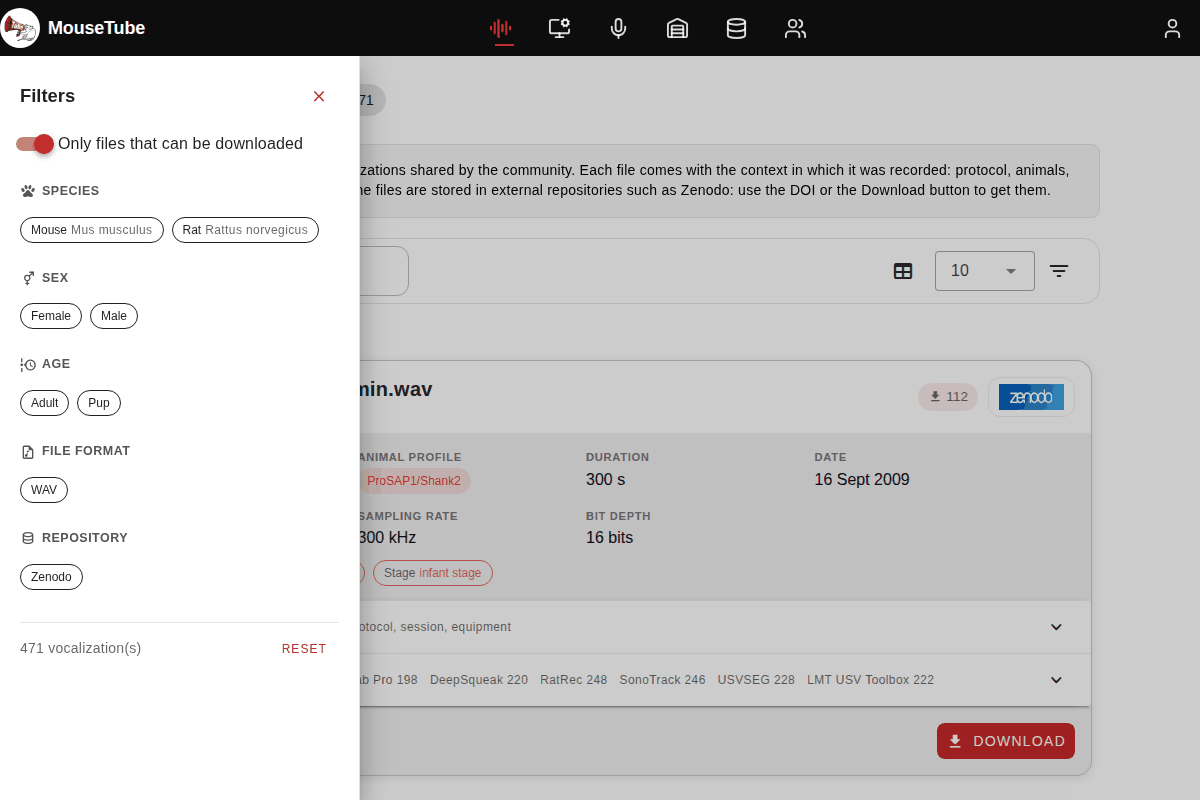 MouseTube
Filters
Only files that can be downloaded
SPECIES
Mouse Mus musculus
Rat Rattus norvegicus
SEX
Female
Male
AGE
Adult
Pup
FILE FORMAT
WAV
REPOSITORY
Zenodo
471 vocalization(s)
RESET
71
zations shared by the community. Each file comes with the context in which it was recorded: protocol, animals,
e files are stored in external repositories such as Zenodo: use the DOI or the Download button to get them.
10
min.wav
112
zenodo
ANIMAL PROFILE
DURATION
DATE
ProSAP1/Shank2
300 s
16 Sept 2009
SAMPLING RATE
BIT DEPTH
300 kHz
16 bits
Stage infant stage
otocol, session, equipment
ab Pro 198 DeepSqueak 220 RatRec 248 SonoTrack 246 USVSEG 228 LMT USV Toolbox 222
DOWNLOAD